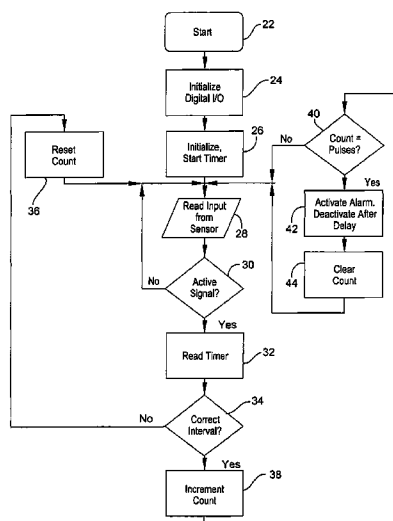 Start
22
Initialize
Digital I/O
24
Initialize,
Start Timer
26
Reset
Count
36
Read Input
from
Sensor
28
No
Active
Signal?
30
Yes
Read Timer
32
No
Correct
Interval?
34
Yes
Increment
Count
38
40
No
Count =
Pulses?
Yes
Activate Alarm.
Deactivate After
Delay
42
Clear
Count
44